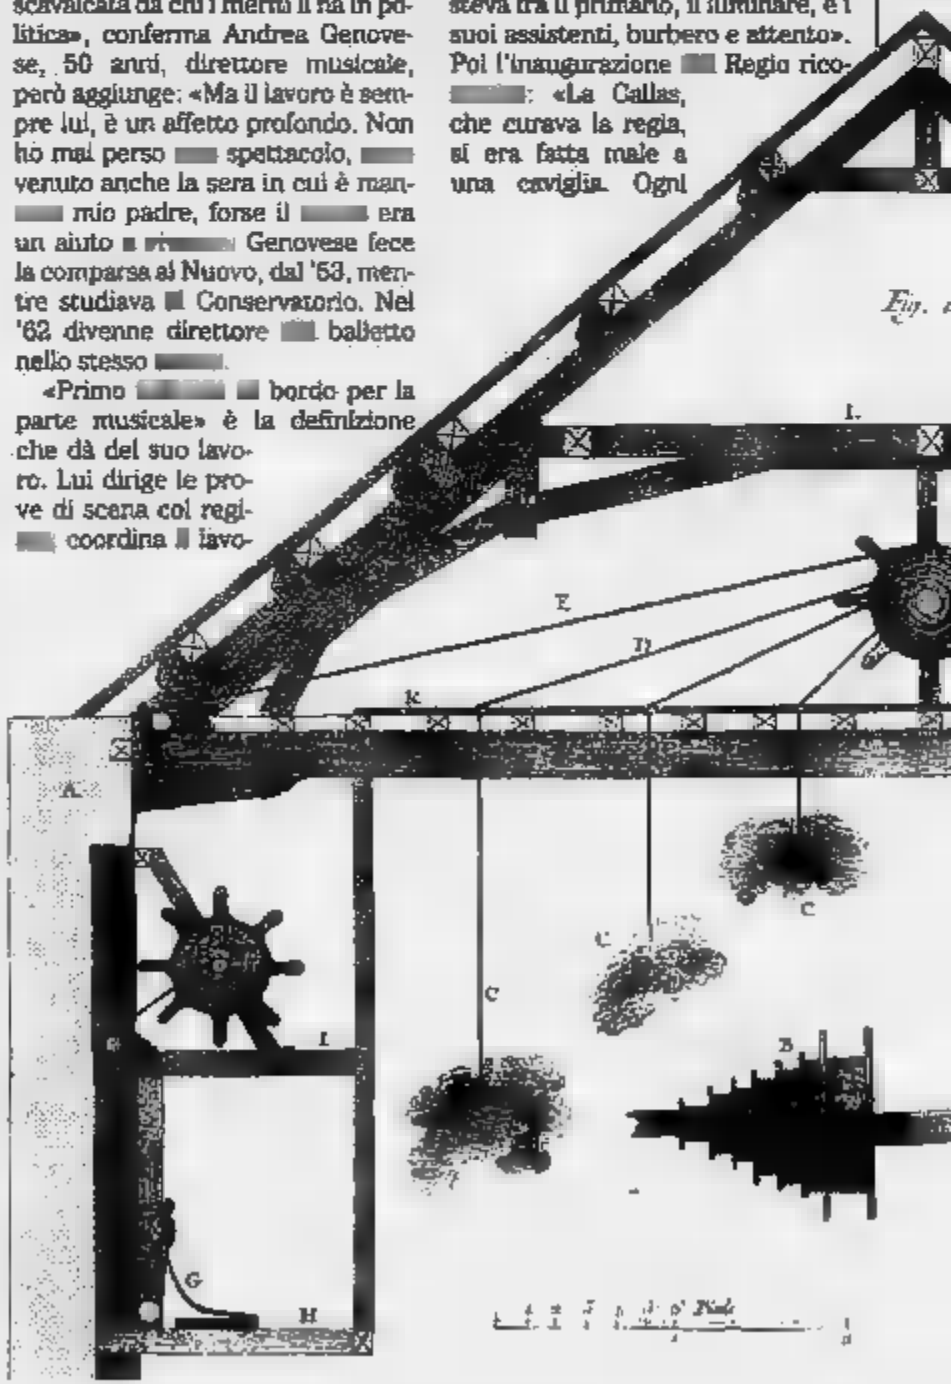 scavalcata da chi i meriti li ha in po-
litica», conferma Andrea Genove-
se, 50 anni, direttore musicale,
però aggiunge: «Ma il lavoro è sem-
pre lui, è un affetto profondo. Non
ho mai perso spettacolo,
venuto anche la sera in cui è man-
mio padre, forse il era
un aiuto a Genovese fece
la comparsa al Nuovo, dal '53, men-
tre studiava Conservatorio. Nel
'62 divenne direttore balletto
nello stesso
«Primo bordo per la
parte musicale» è la definizione
che dà del suo lavo-
ro. Lui dirige le pro-
ve di scena col regi-
coordina lavo-
steva tra il primario, il luminare, e i
suoi assistenti, burbero e attento».
Poi l'inaugurazione Regio rico-
«La Callas,
che curava la regia,
si era fatta male a
una caviglia. Ogni
Fig.
L
E
D
K
A
C
C
C
B
I
G
H